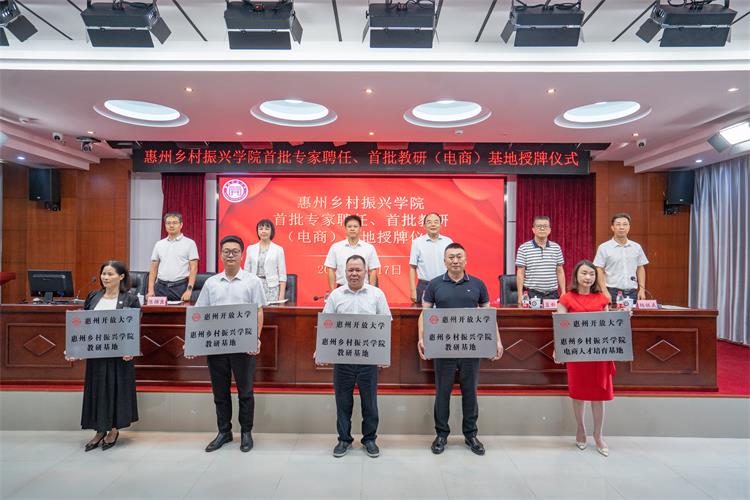 惠州乡村振兴学院首批专家聘任、首批教研（电商）基地授牌仪式
惠州乡村振兴学院
首批专家聘任、首批教研
（电商）基地授牌仪
17日
惠州开放大学
惠州乡村振兴学院
教研基地
惠州开放大学
惠州乡村振兴学院
教研基地
惠州开放大学
惠州乡村振兴学院
教研基地
惠州开放大学
惠州乡村振兴学院
教研基地
惠州开放大学
惠州乡村振兴学院
电商人才培育基地